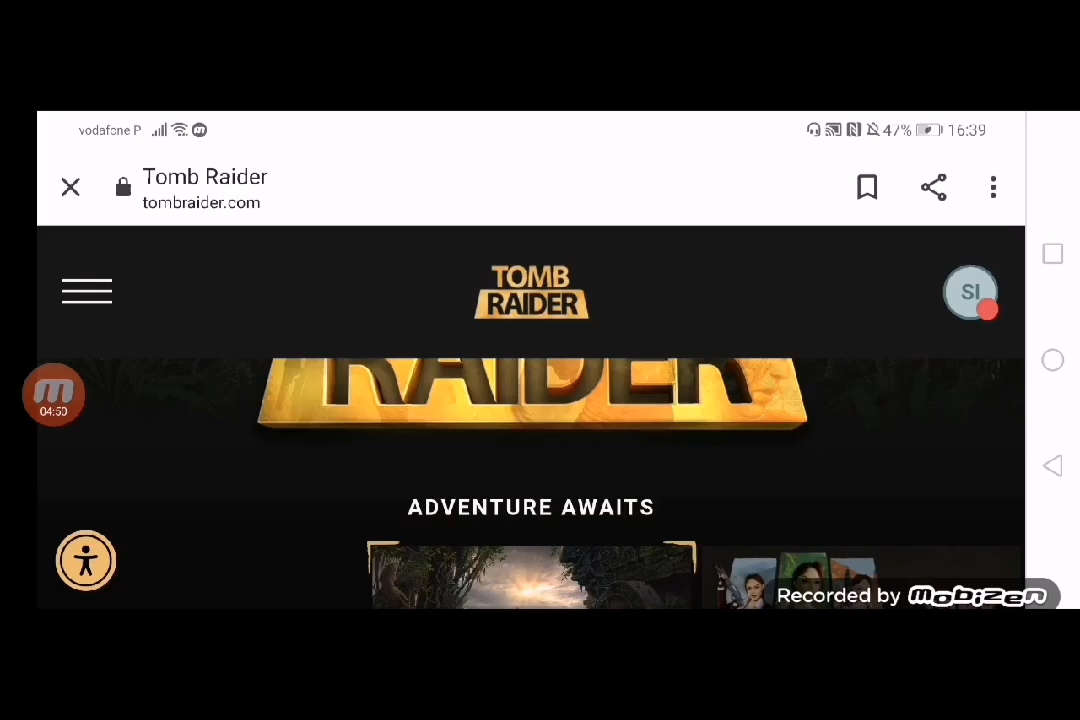 vodafone P
47% 16:39
Tomb Raider
tombraider.com
TOMB
RAIDER
SI
RAIDER
04:50
ADVENTURE AWAITS
Recorded by mobizen